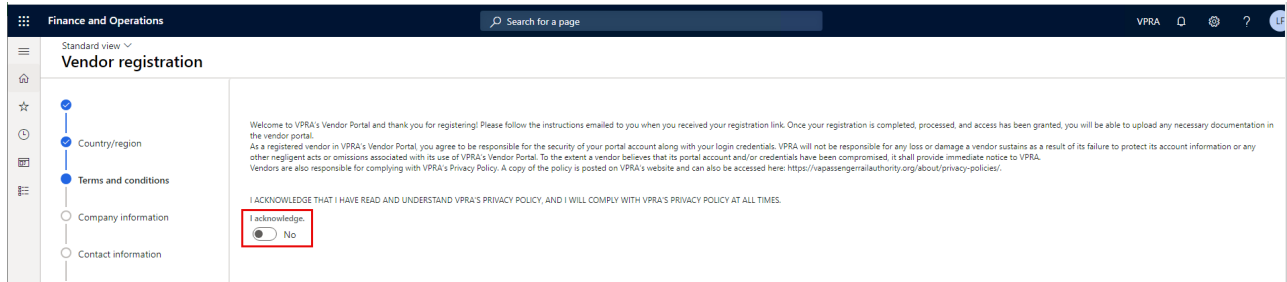 Finance and Operations
Search for a page
VPRA
?
LF
Standard view
Vendor registration
Country/region
Terms and conditions
Company information
Contact information
Welcome to VPRA's Vendor Portal and thank you for registering! Please follow the instructions emailed to you when you received your registration link. Once your registration is completed, processed, and access has been granted, you will be able to upload any necessary documentation in
the vendor portal.
As a registered vendor in VPRA's Vendor Portal, you agree to be responsible for the security of your portal account along with your login credentials. VPRA will not be responsible for any loss or damage a vendor sustains as a result of its failure to protect its account information or any
other negligent acts or omissions associated with its use of VPRA's Vendor Portal. To the extent a vendor believes that its portal account and/or credentials have been compromised, it shall provide immediate notice to VPRA.
Vendors are also responsible for complying with VPRA's Privacy Policy. A copy of the policy is posted on VPRA's website and can also be accessed here: https://vapassengerrailauthority.org/about/privacy-policies/.
I ACKNOWLEDGE THAT I HAVE READ AND UNDERSTAND VPRA'S PRIVACY POLICY, AND I WILL COMPLY WITH VPRA'S PRIVACY POLICY AT ALL TIMES.
I acknowledge.
No